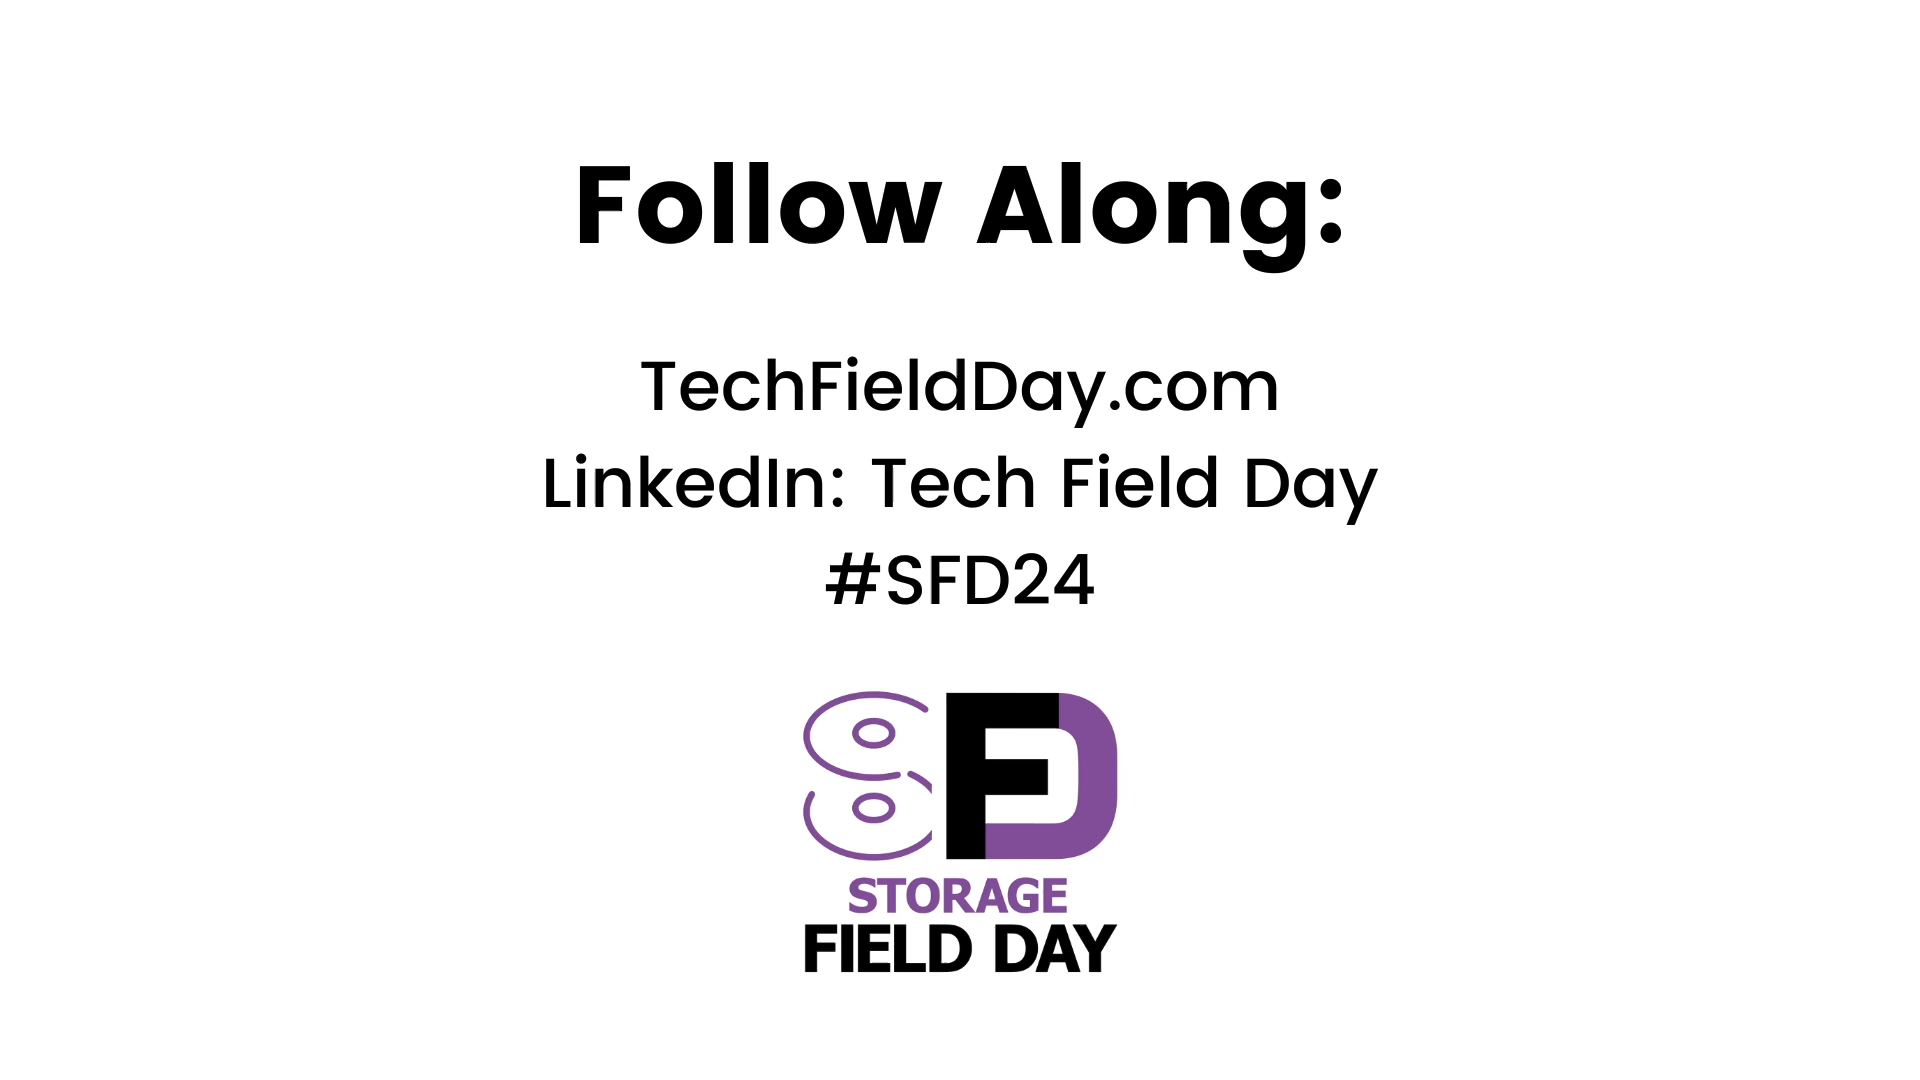 Follow Along:
TechFieldDay.com
LinkedIn: Tech Field Day
#SFD24
SFD
STORAGE
FIELD DAY